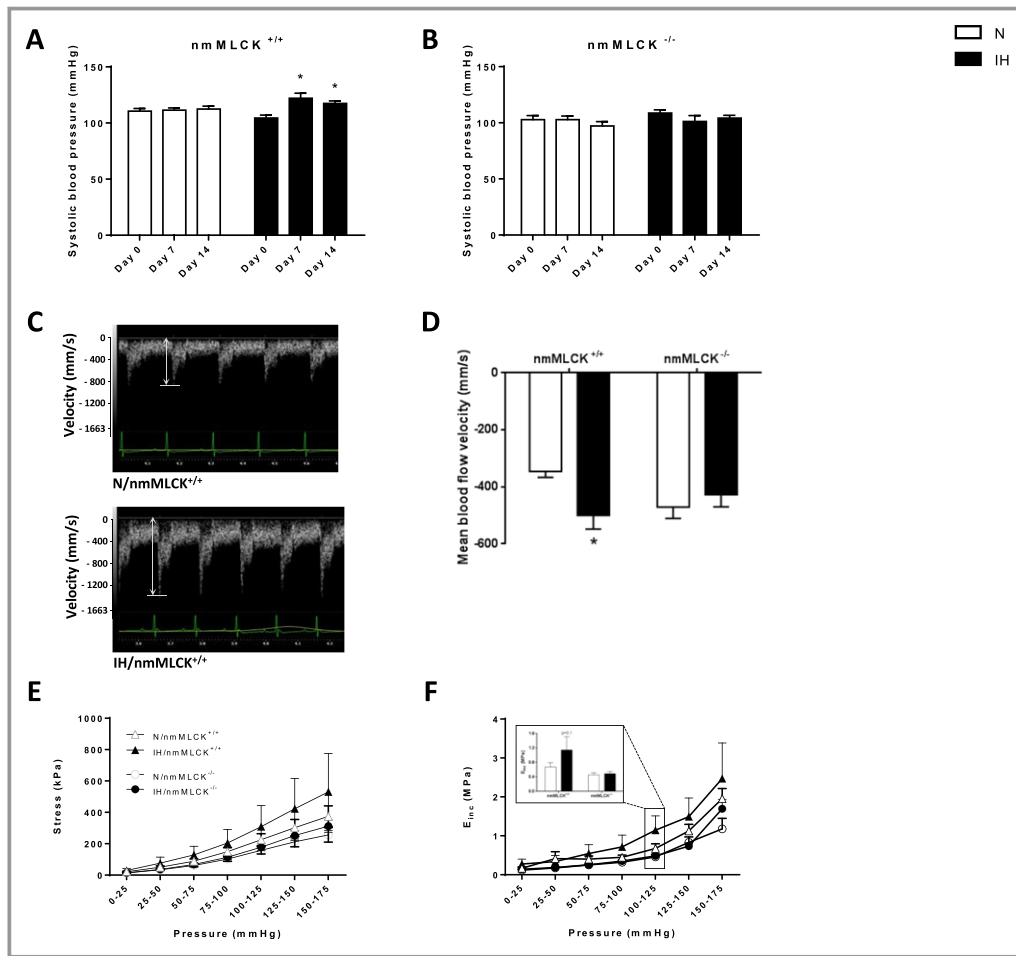 A
nmMLCK +/+
Systolic blood pressure (mmHg)
150
100
50
0
*
*
Day 0
Day 7
Day 14
Day 0
Day 7
Day 14
B
nmMLCK -/-
Systolic blood pressure (mmHg)
150
100
50
0
Day 0
Day 7
Day 14
Day 0
Day 7
Day 14
N
IH
C
Velocity (mm/s)
0
- 400
- 800
- 1200
- 1663
N/nmMLCK+/+
Velocity (mm/s)
0
- 400
- 800
- 1200
- 1663
IH/nmMLCK+/+
D
nmMLCK+/+
nmMLCK-/-
Mean blood flow velocity (mm/s)
0
-200
-400
-600
*
E
Stress (kPa)
1000
800
600
400
200
0
N/nmMLCK+/+
IH/nmMLCK+/+
N/nmMLCK-/-
IH/nmMLCK-/-
0-25
25-50
50-75
75-100
100-125
125-150
150-175
Pressure (mmHg)
F
Einc (MPa)
4
3
2
1
0
0-25
25-50
50-75
75-100
100-125
125-150
150-175
Pressure (mmHg)